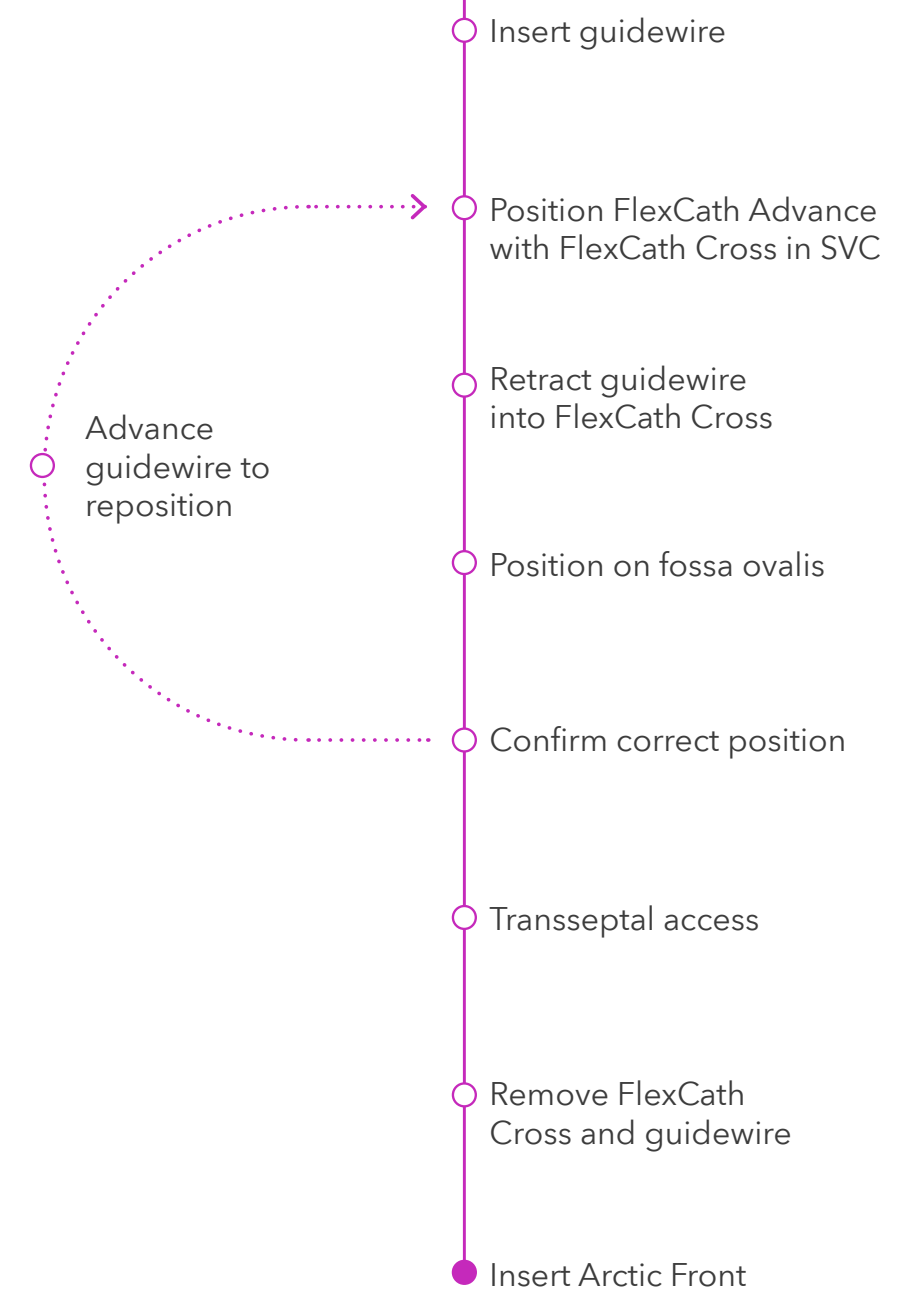 Insert guidewire
Position FlexCath Advance
with FlexCath Cross in SVC
Retract guidewire
into FlexCath Cross
Advance
guidewire to
reposition
Position on fossa ovalis
Confirm correct position
Transseptal access
Remove FlexCath
Cross and guidewire
Insert Arctic Front